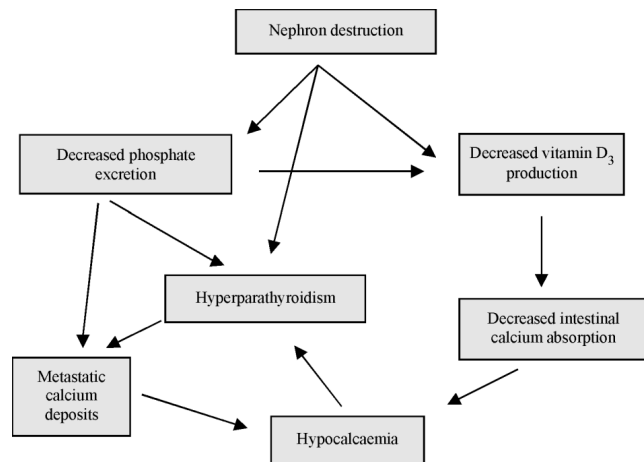 Nephron destruction
Decreased phosphate
excretion
Decreased vitamin D3
production
Hyperparathyroidism
Decreased intestinal
calcium absorption
Metastatic
calcium
deposits
Hypocalcaemia